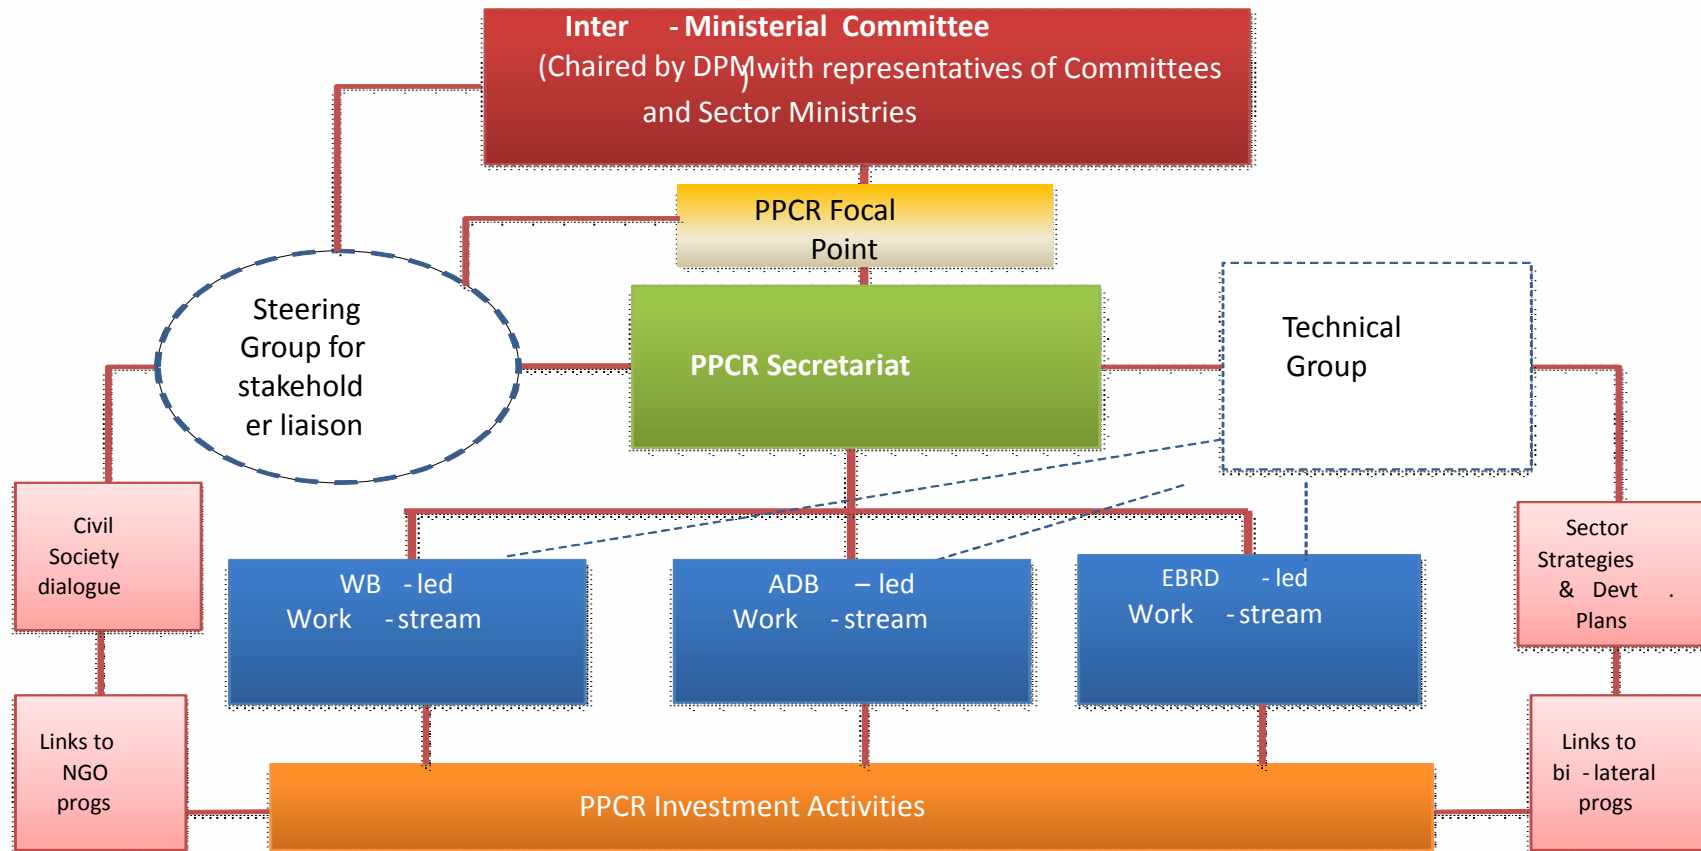 Inter - Ministerial Committee
(Chaired by DPM) with representatives of Committees
and Sector Ministries
PPCR Focal
Point
Steering
Group for
stakehold
er liaison
PPCR Secretariat
Technical
Group
Civil
Society
dialogue
WB - led
Work - stream
ADB – led
Work - stream
EBRD - led
Work - stream
Sector
Strategies
& Devt .
Plans
Links to
NGO
progs
PPCR Investment Activities
Links to
bi - lateral
progs